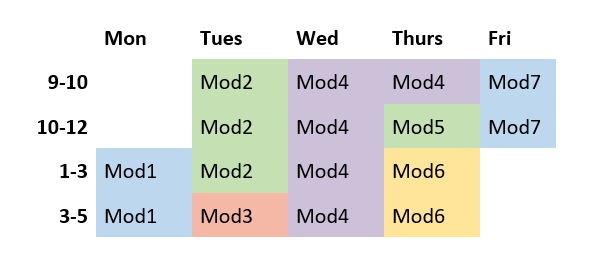 Mon Tues Wed Thurs Fri
9-10 Mod2 Mod4 Mod4 Mod7
10-12 Mod2 Mod4 Mod5 Mod7
1-3 Mod1 Mod2 Mod4 Mod6
3-5 Mod1 Mod3 Mod4 Mod6